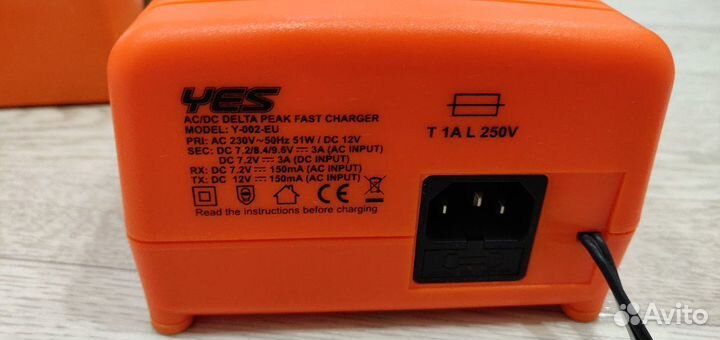 YES
AC/DC DELTA PEAK FAST CHARGER
MODEL: Y-002-EU
PRI: AC 230V~50Hz 51W / DC 12V
SEC: DC 7.2/8.4/9.6V ⎓ 3A (AC INPUT)
DC 7.2V ⎓ 3A (DC INPUT)
RX: DC 7.2V ⎓ 150mA (AC INPUT)
TX: DC 12V ⎓ 150mA (AC INPUT)
CE
Read the instructions before charging
T 1A L 250V
Avito